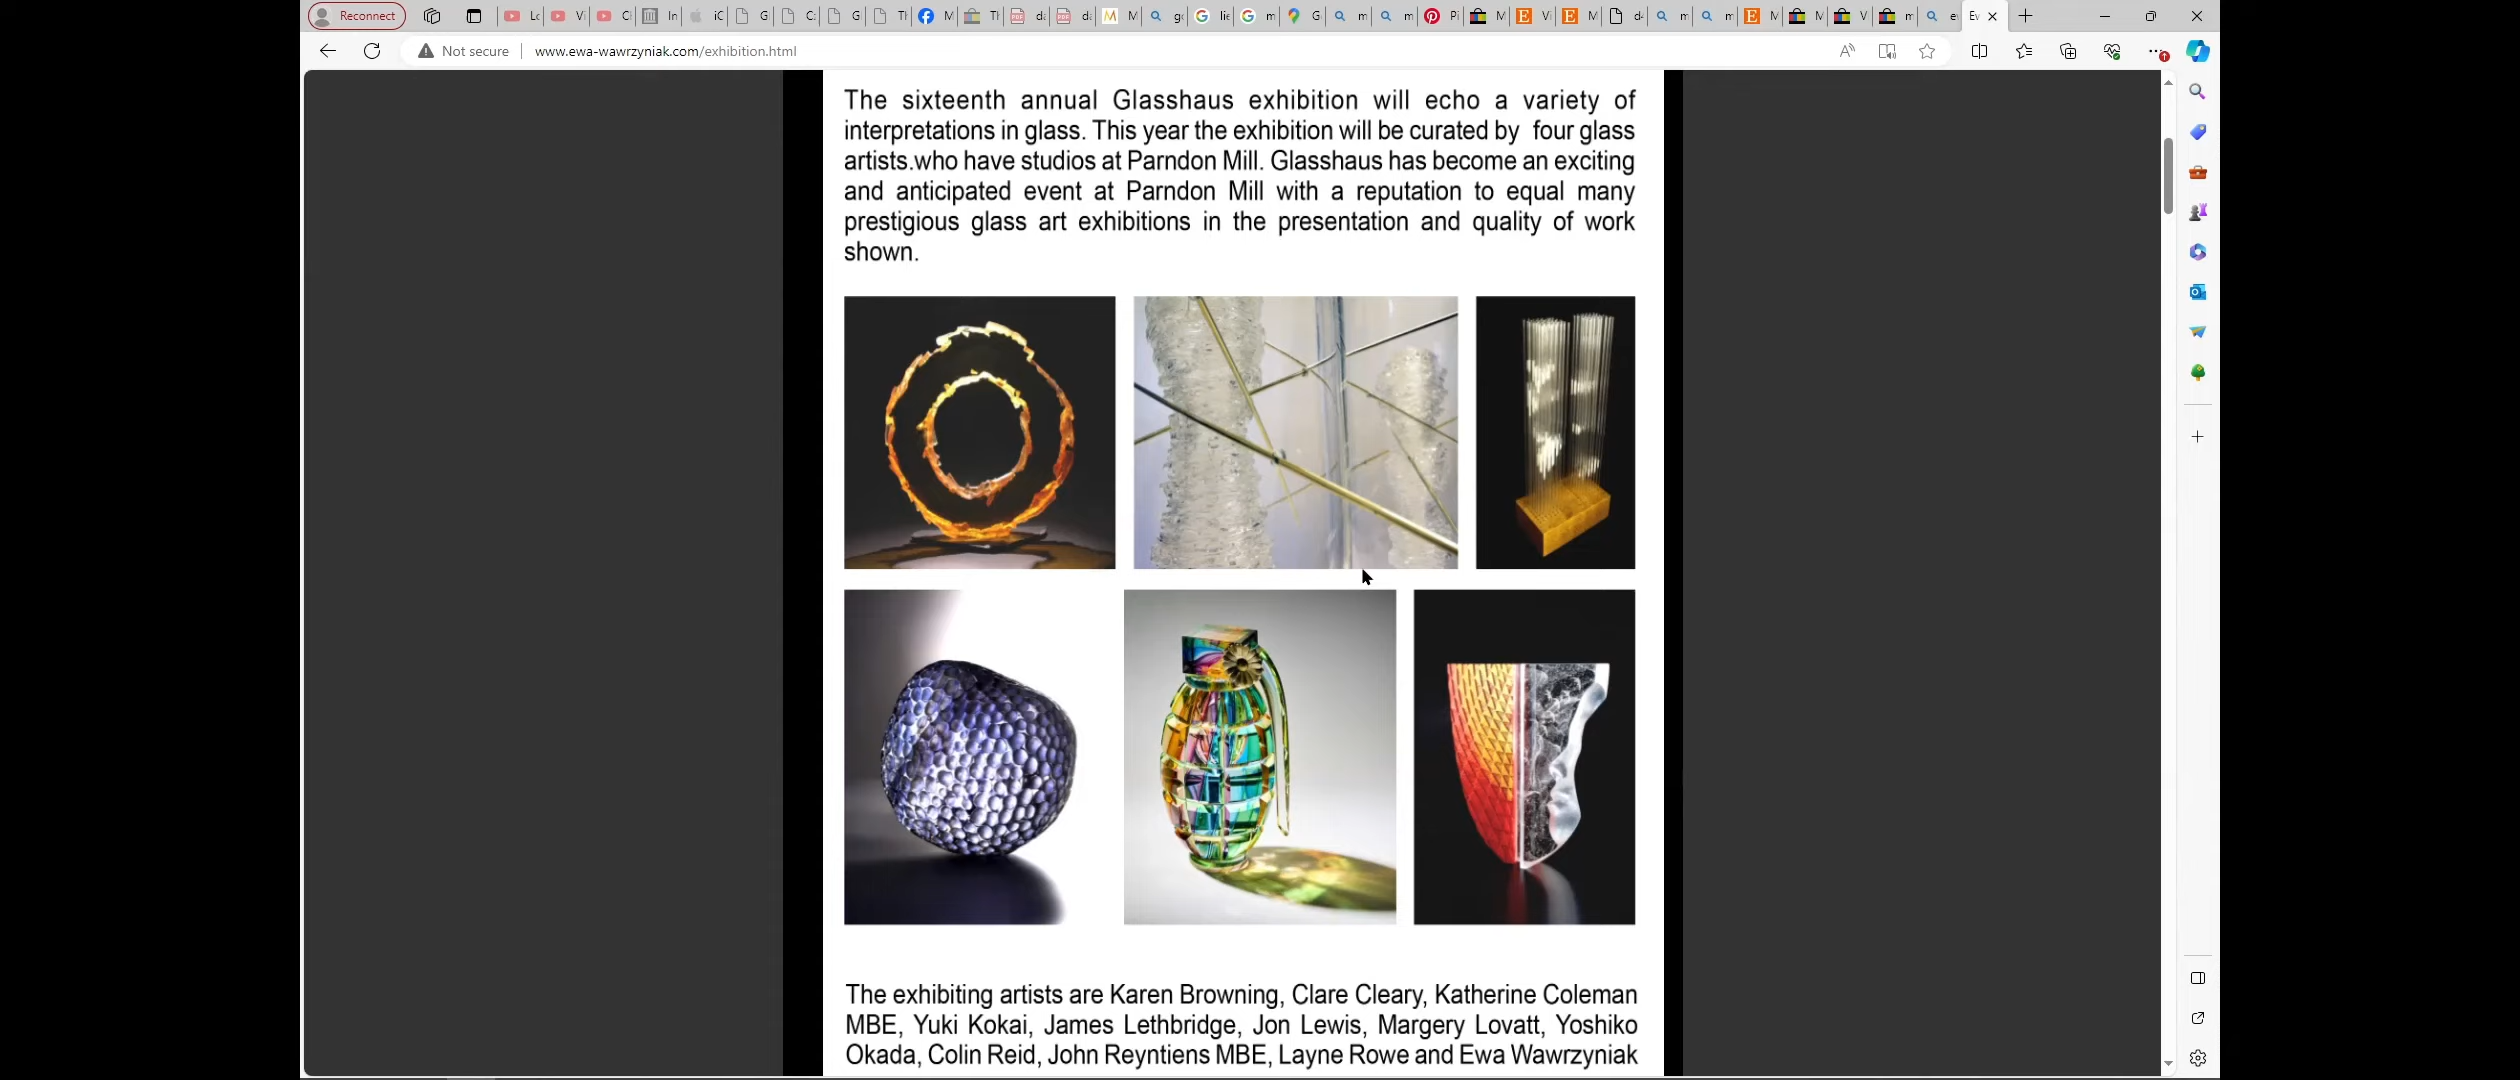 Reconnect
Not secure
www.ewa-wawrzyniak.com/exhibition.html
The sixteenth annual Glasshaus exhibition will echo a variety of
interpretations in glass. This year the exhibition will be curated by four glass
artists.who have studios at Parndon Mill. Glasshaus has become an exciting
and anticipated event at Parndon Mill with a reputation to equal many
prestigious glass art exhibitions in the presentation and quality of work
shown.
The exhibiting artists are Karen Browning, Clare Cleary, Katherine Coleman
MBE, Yuki Kokai, James Lethbridge, Jon Lewis, Margery Lovatt, Yoshiko
Okada, Colin Reid, John Reyntiens MBE, Layne Rowe and Ewa Wawrzyniak